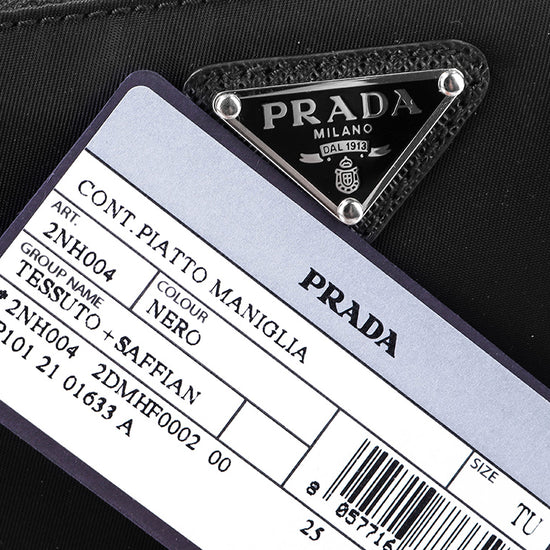 PRADA
MILANO
DAL 1913
PRADA
CONT.PIATTO MANIGLIA
ART.
2NH004
COLOUR
NERO
GROUP NAME
TESSUTO+SAFFIAN
*2NH004 2DMHF0002 00
P101 21 01633 A
SIZE
TU
8 057716
25